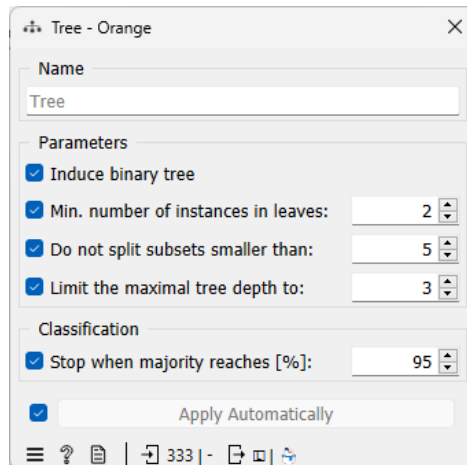 Tree - Orange
Name
Tree
Parameters
Induce binary tree
Min. number of instances in leaves: 2
Do not split subsets smaller than: 5
Limit the maximal tree depth to: 3
Classification
Stop when majority reaches [%]: 95
Apply Automatically
? | 333 | - |